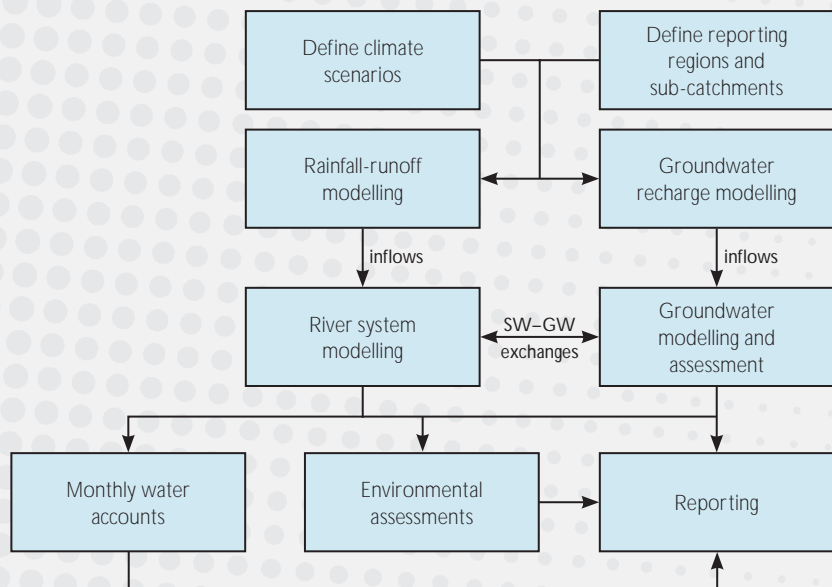 Define climate
scenarios
Define reporting
regions and
sub-catchments
Rainfall-runoff
modelling
Groundwater
recharge modelling
inflows
inflows
River system
modelling
SW–GW
exchanges
Groundwater
modelling and
assessment
Monthly water
accounts
Environmental
assessments
Reporting